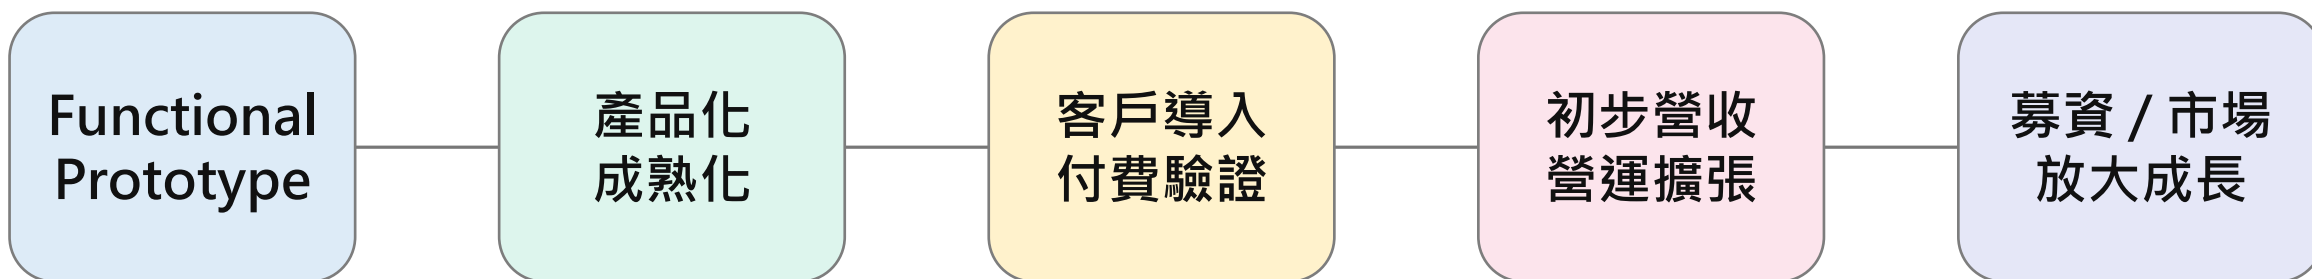 Functional
Prototype
產品化
成熟化
客戶導入
付費驗證
初步營收
營運擴張
募資 / 市場
放大成長